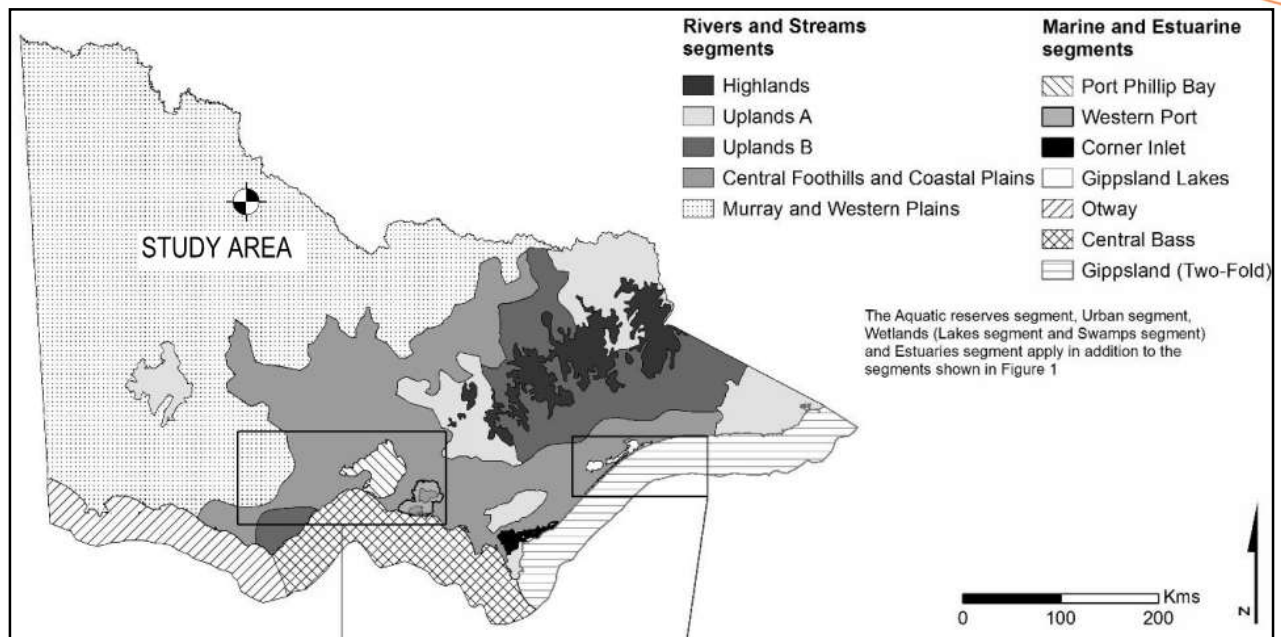 Rivers and Streams
segments
Highlands
Uplands A
Uplands B
Central Foothills and Coastal Plains
Murray and Western Plains
Marine and Estuarine
segments
Port Phillip Bay
Western Port
Corner Inlet
Gippsland Lakes
Otway
Central Bass
Gippsland (Two-Fold)
The Aquatic reserves segment, Urban segment,
Wetlands (Lakes segment and Swamps segment)
and Estuaries segment apply in addition to the
segments shown in Figure 1
STUDY AREA
Kms
0 100 200
N